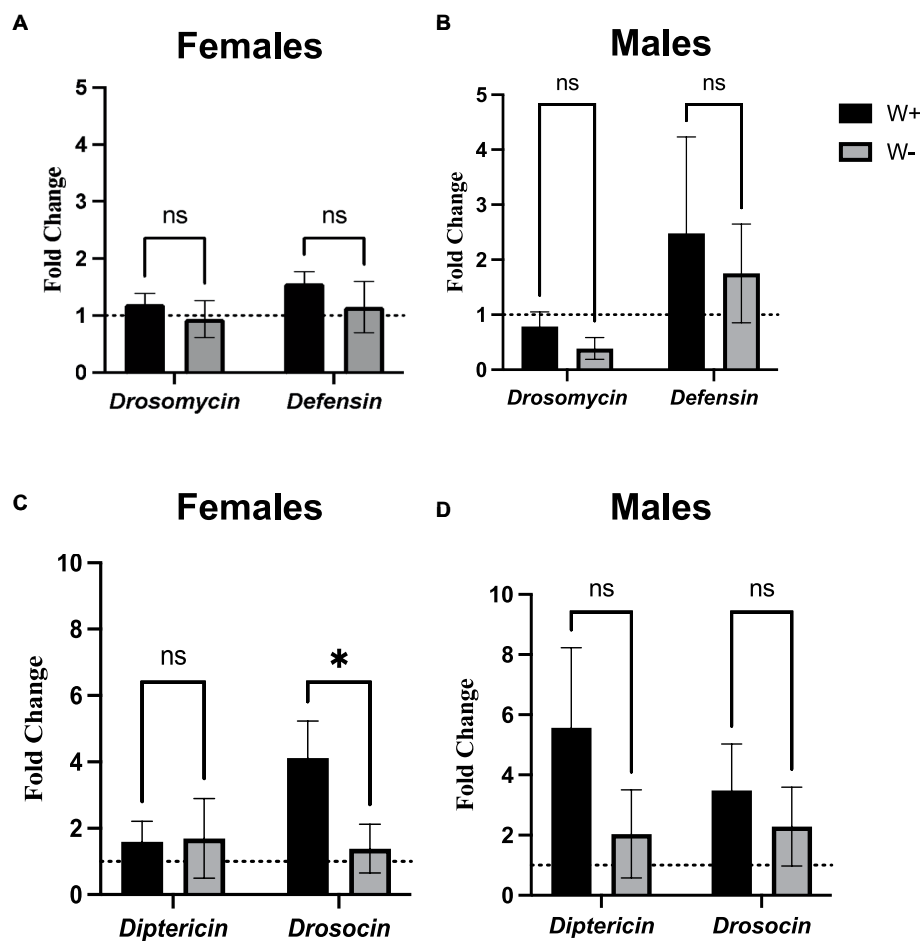 A
Females
5
4
3
2
1
0
Fold Change
ns
ns
Drosomycin
Defensin
B
Males
5
4
3
2
1
0
Fold Change
ns
ns
Drosomycin
Defensin
W+
W-
C
Females
10
8
6
4
2
0
Fold Change
ns
*
Diptericin
Drosocin
D
Males
10
8
6
4
2
0
Fold Change
ns
ns
Diptericin
Drosocin